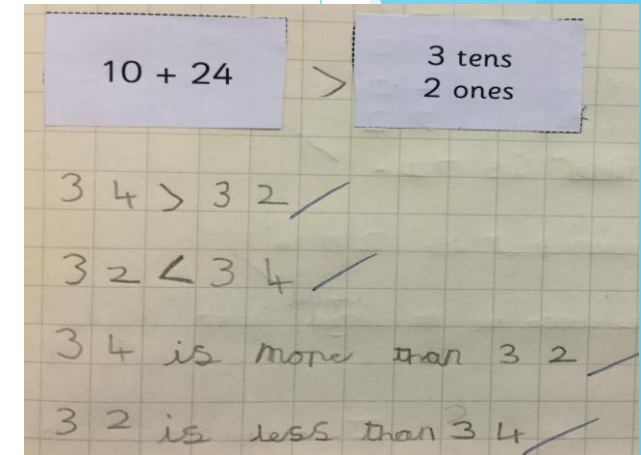 10 + 24 > 3 tens
2 ones
34 > 32
32 < 34
34 is more than 32
32 is less than 34